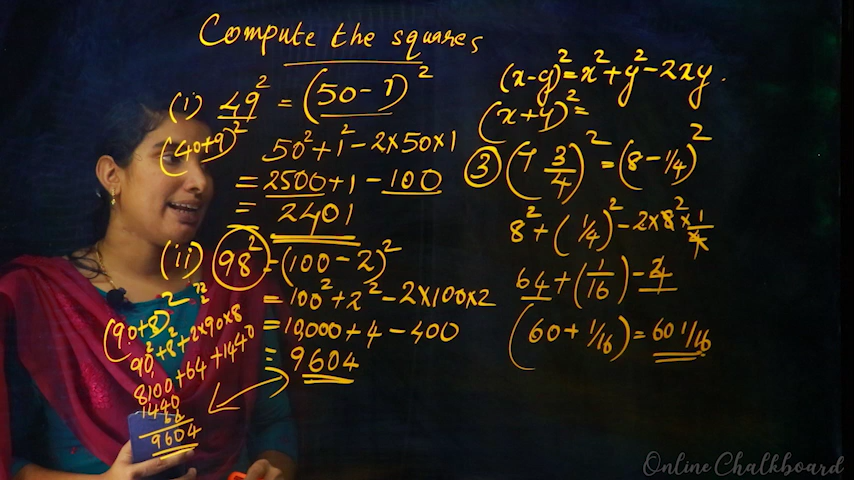 Compute the squares
(i) 49² = (50-1)²
(40+9)²
50²+1²-2×50×1
= 2500+1-100
= 2401
(ii) 98² = (100-2)²
= 100²+2²-2×100×2
= 10,000+4-400
= 9604
(90+8)²
90²+8²+2×90×8
8100+64+1440
1440
64
9604
(x-y)²=x²+y²-2xy.
(x+y)²=
③ (7 3/4)² = (8-1/4)²
8²+(1/4)²-2×8×1/4
64+(1/16)-4
(60+1/16)=60 1/16
Online Chalkboard